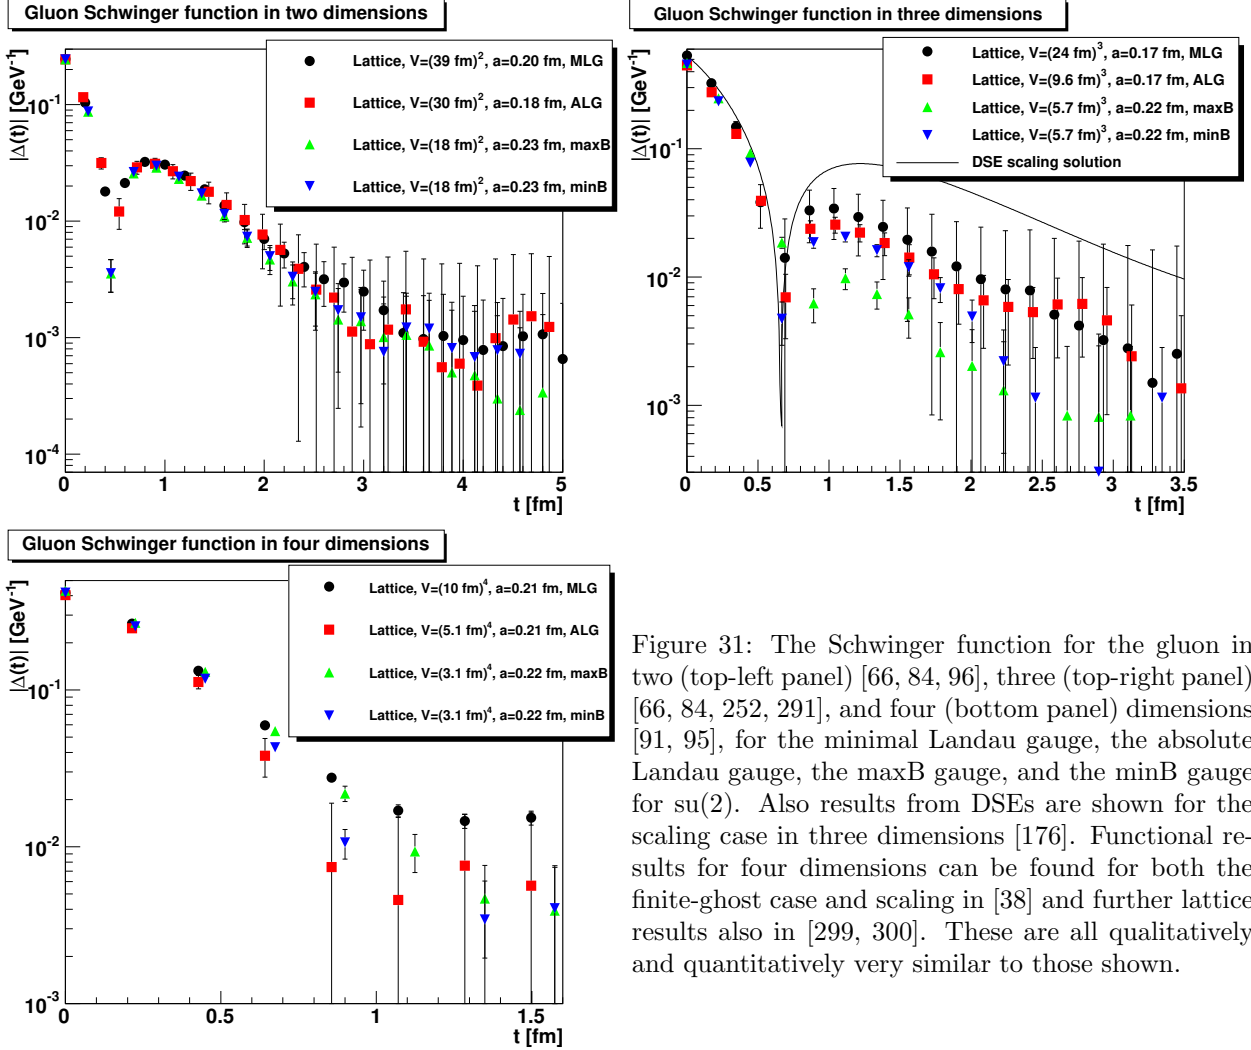 Gluon Schwinger function in two dimensions
|Δ(t)| [GeV⁻¹]
Lattice, V=(39 fm)², a=0.20 fm, MLG
Lattice, V=(30 fm)², a=0.18 fm, ALG
Lattice, V=(18 fm)², a=0.23 fm, maxB
Lattice, V=(18 fm)², a=0.23 fm, minB
10⁻¹
10⁻²
10⁻³
10⁻⁴
0 1 2 3 4 5
t [fm]
Gluon Schwinger function in three dimensions
|Δ(t)| [GeV⁻¹]
Lattice, V=(24 fm)³, a=0.17 fm, MLG
Lattice, V=(9.6 fm)³, a=0.17 fm, ALG
Lattice, V=(5.7 fm)³, a=0.22 fm, maxB
Lattice, V=(5.7 fm)³, a=0.22 fm, minB
DSE scaling solution
10⁻¹
10⁻²
10⁻³
0 0.5 1 1.5 2 2.5 3 3.5
t [fm]
Gluon Schwinger function in four dimensions
|Δ(t)| [GeV⁻¹]
Lattice, V=(10 fm)⁴, a=0.21 fm, MLG
Lattice, V=(5.1 fm)⁴, a=0.21 fm, ALG
Lattice, V=(3.1 fm)⁴, a=0.22 fm, maxB
Lattice, V=(3.1 fm)⁴, a=0.22 fm, minB
10⁻¹
10⁻²
10⁻³
0 0.5 1 1.5
t [fm]
Figure 31: The Schwinger function for the gluon in
two (top-left panel) [66, 84, 96], three (top-right panel)
[66, 84, 252, 291], and four (bottom panel) dimensions
[91, 95], for the minimal Landau gauge, the absolute
Landau gauge, the maxB gauge, and the minB gauge
for su(2). Also results from DSEs are shown for the
scaling case in three dimensions [176]. Functional re-
sults for four dimensions can be found for both the
finite-ghost case and scaling in [38] and further lattice
results also in [299, 300]. These are all qualitatively
and quantitatively very similar to those shown.